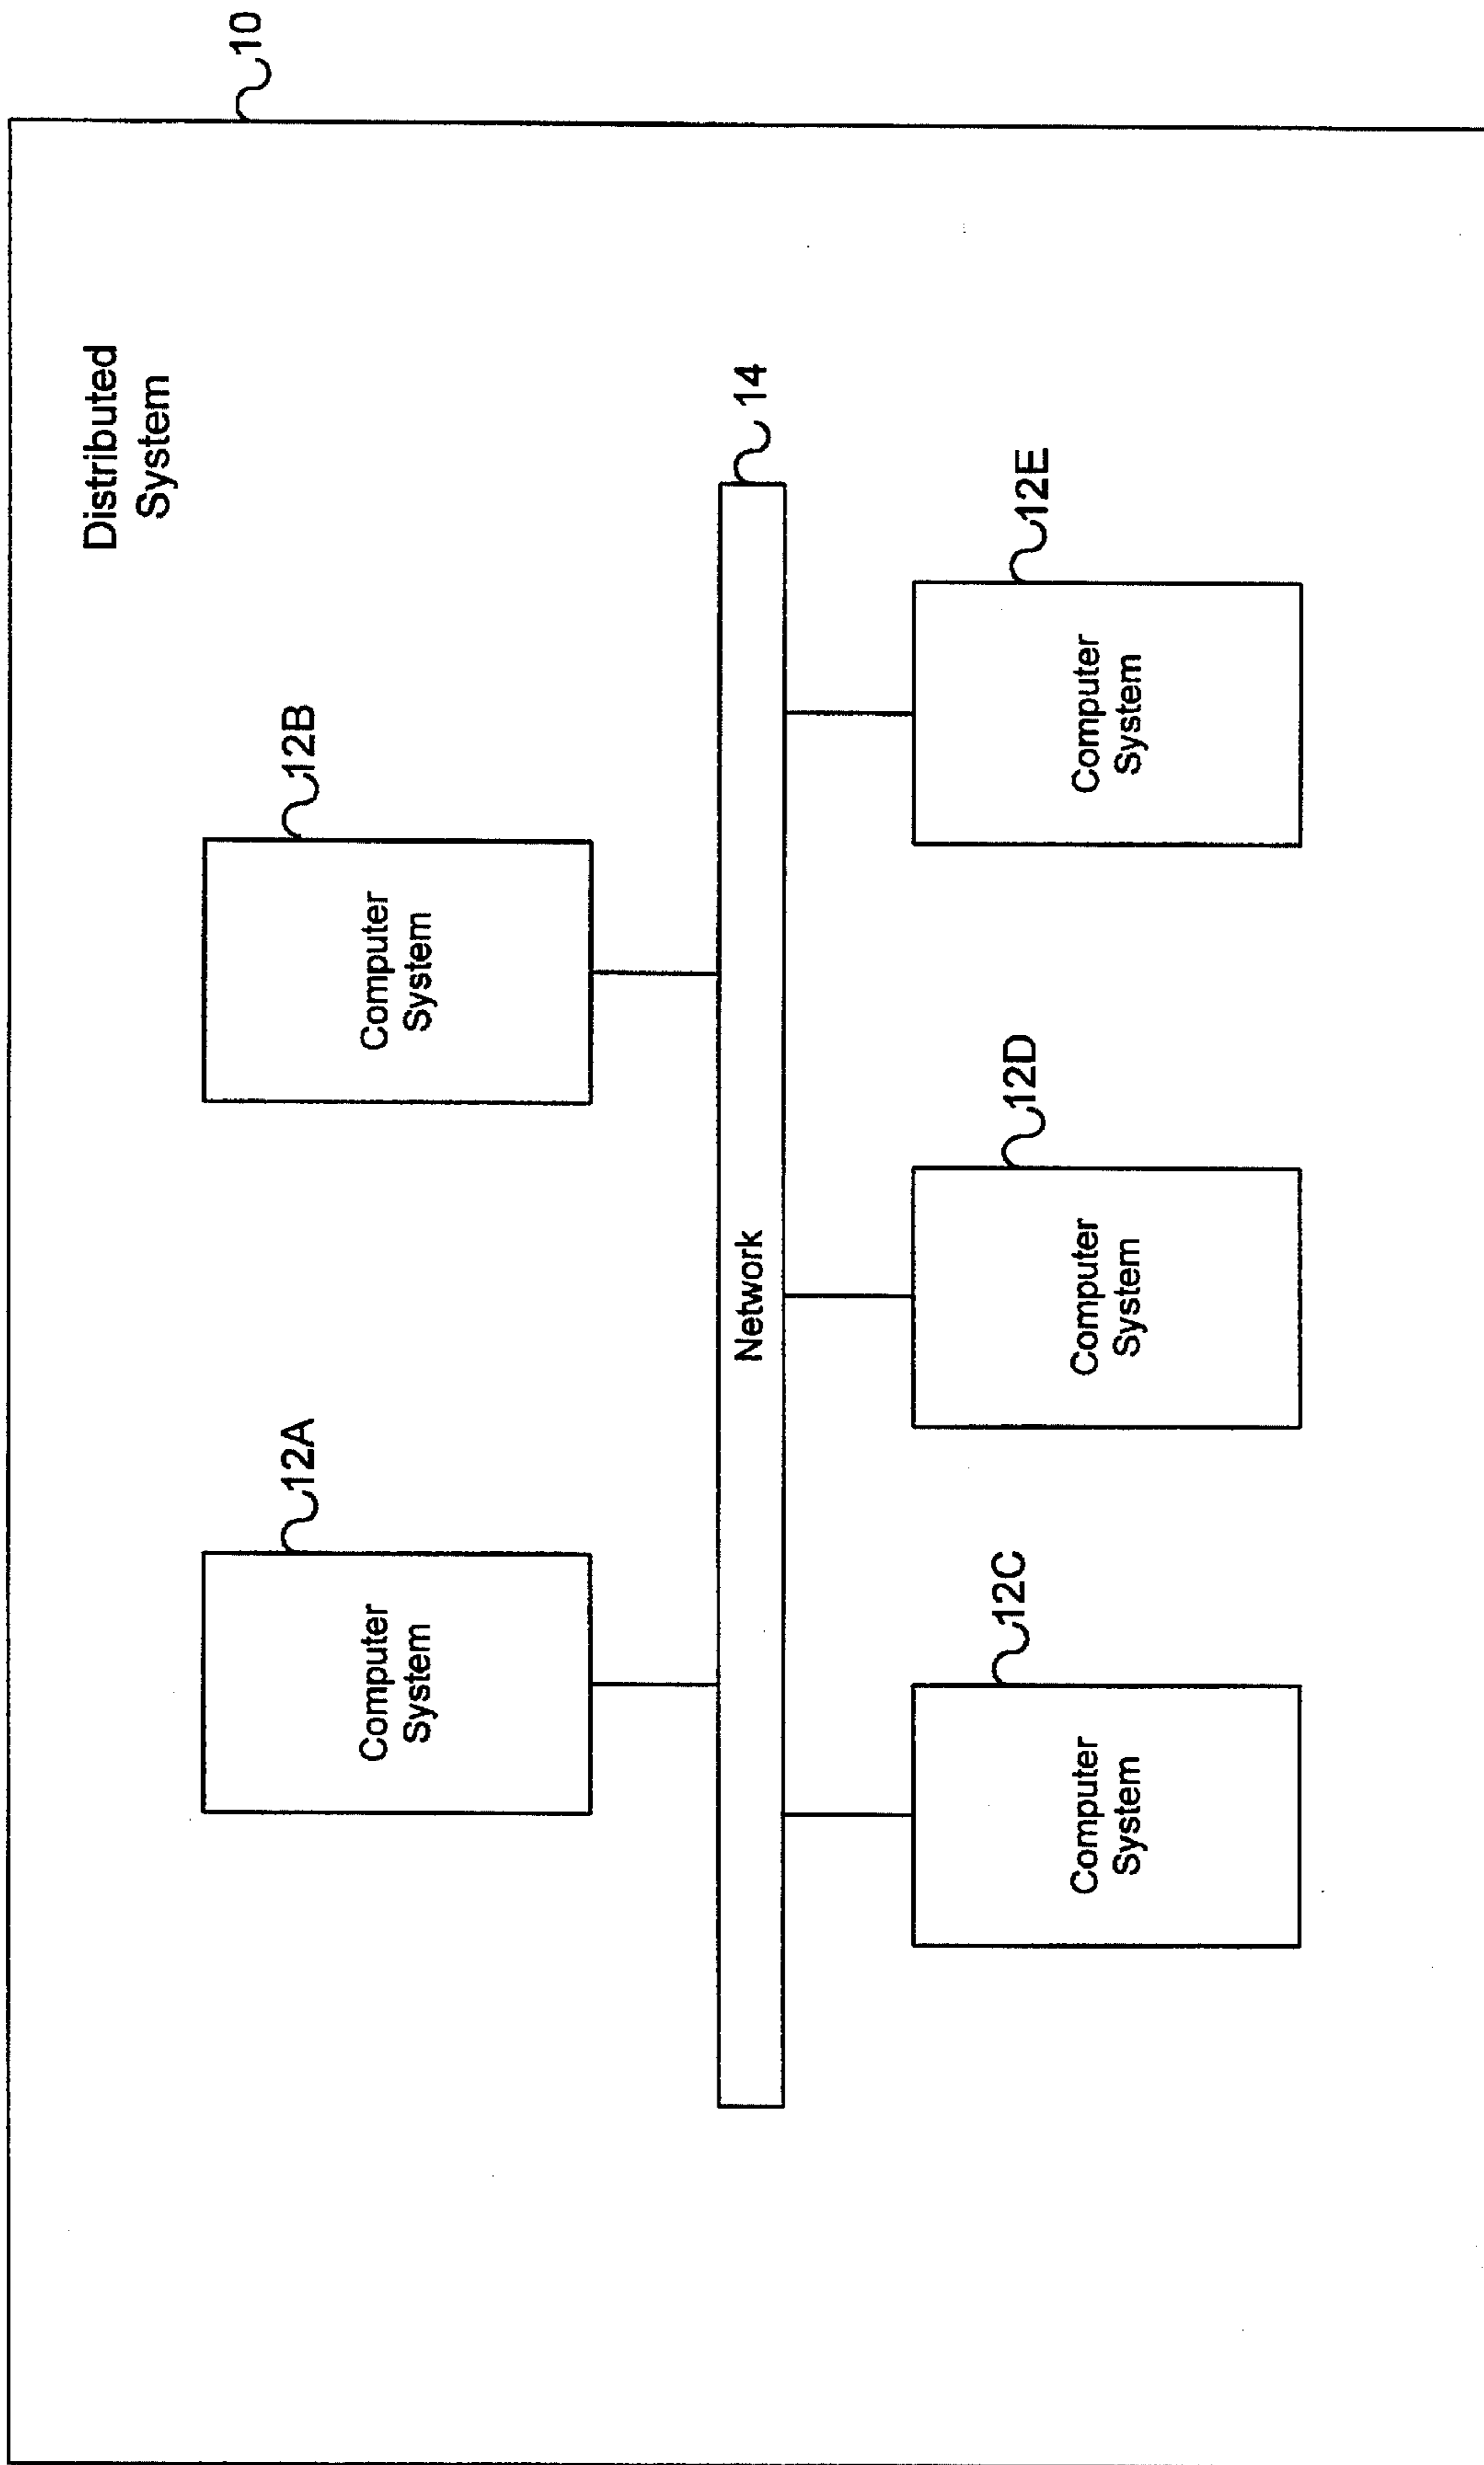 10
Distributed
System
12A
12B
Computer
System
Computer
System
14
Network
12C
12D
12E
Computer
System
Computer
System
Computer
System